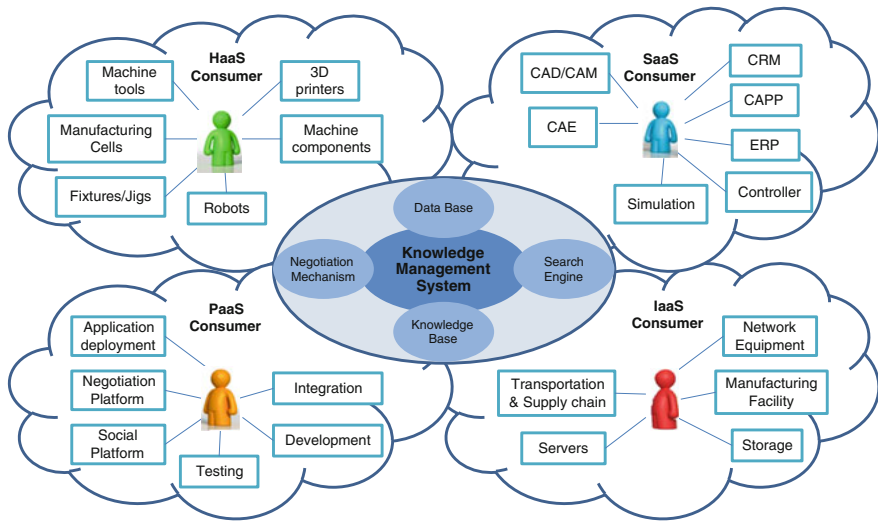 HaaS
Consumer
Machine
tools
3D
printers
Manufacturing
Cells
Machine
components
Fixtures/Jigs
Robots
SaaS
Consumer
CAD/CAM
CRM
CAPP
CAE
ERP
Simulation
Controller
Data Base
Negotiation
Mechanism
Knowledge
Management
System
Search
Engine
Knowledge
Base
PaaS
Consumer
Application
deployment
Negotiation
Platform
Integration
Social
Platform
Development
Testing
IaaS
Consumer
Network
Equipment
Transportation
& Supply chain
Manufacturing
Facility
Servers
Storage